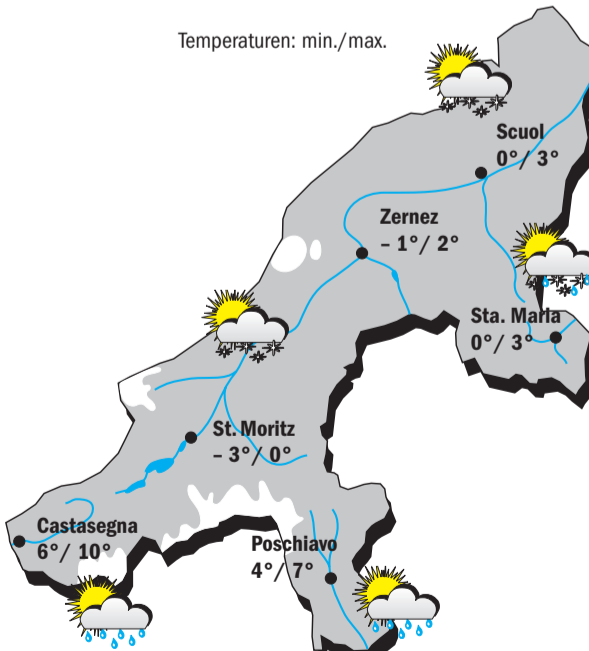 Temperaturen: min./max.
Scuol
0°/ 3°
Zernez
– 1°/ 2°
Sta. Maria
0°/ 3°
St. Moritz
– 3°/ 0°
Castasegna
6°/ 10°
Poschiavo
4°/ 7°